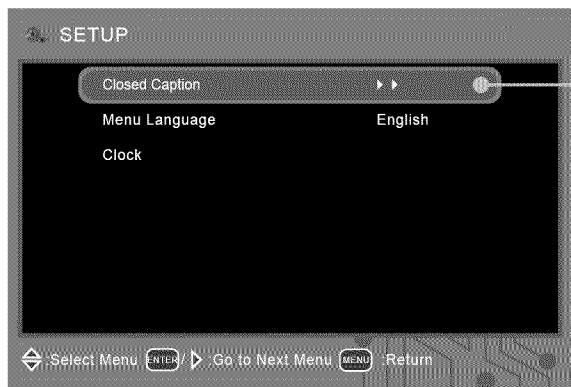 SETUP
Closed Caption
Menu Language English
Clock
:Select Menu ENTER / :Go to Next Menu MENU :Return